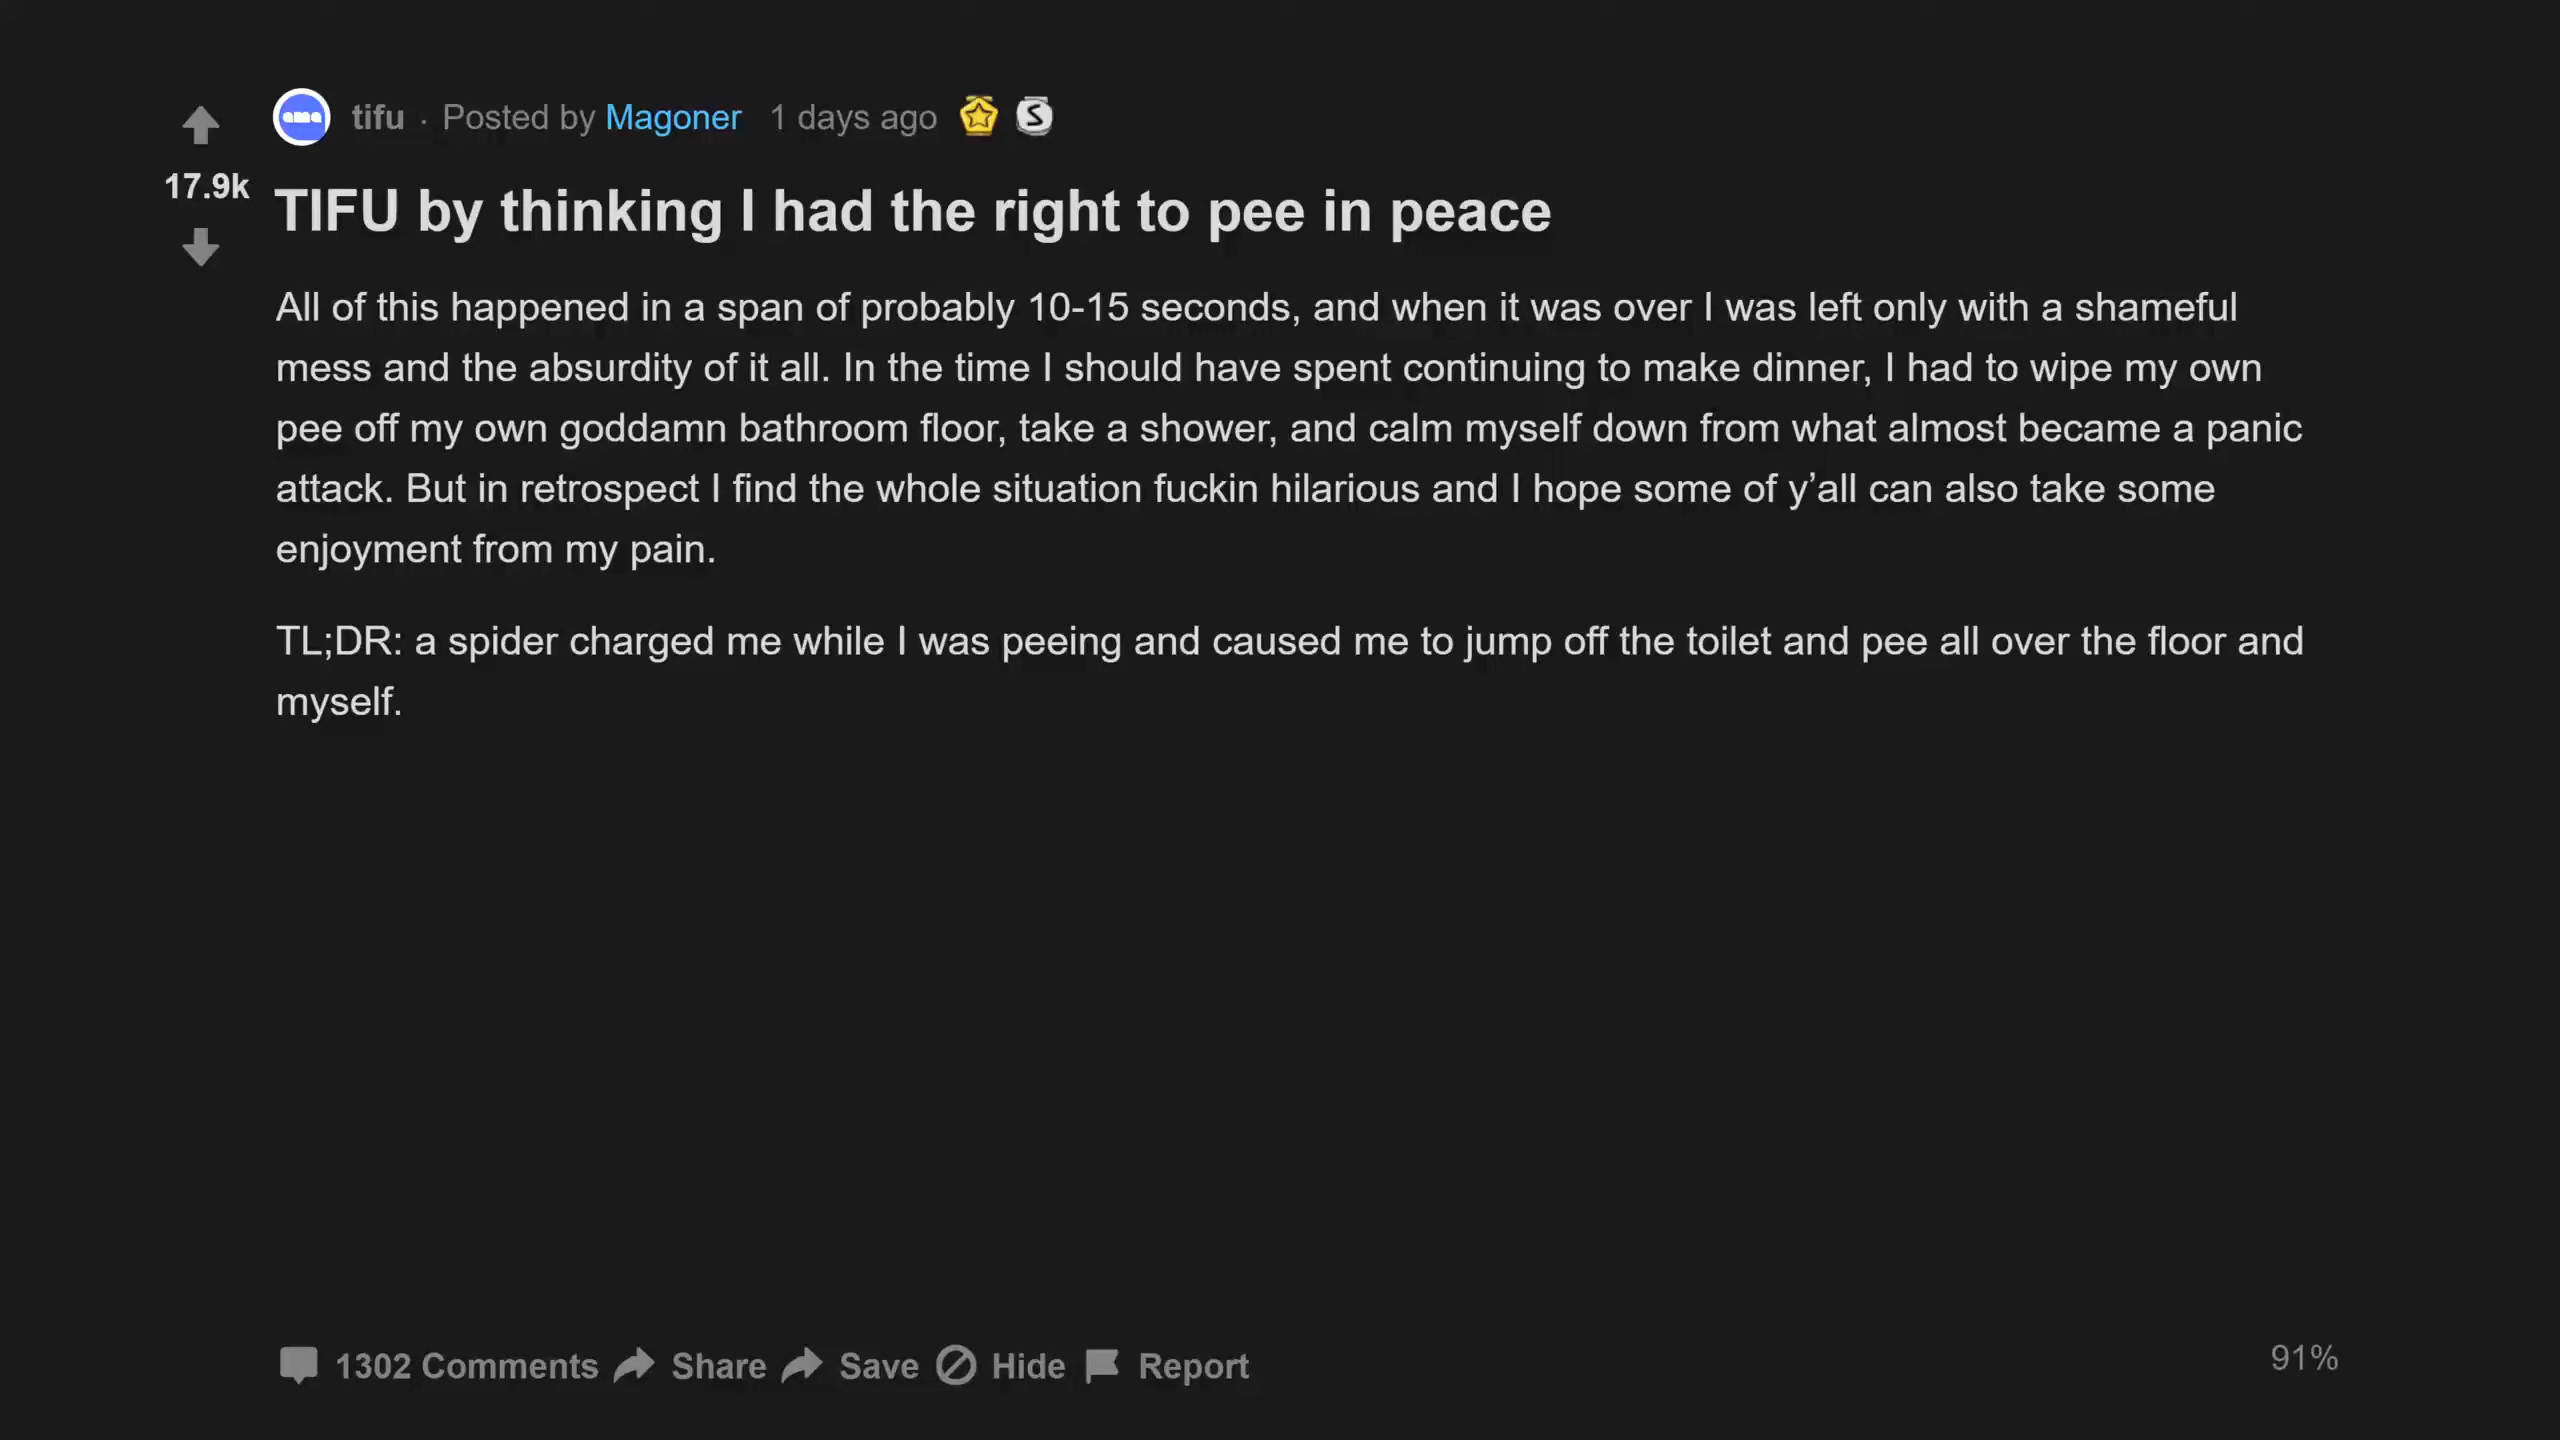 ama tifu · Posted by Magoner 1 days ago S
17.9k
TIFU by thinking I had the right to pee in peace
All of this happened in a span of probably 10-15 seconds, and when it was over I was left only with a shameful
mess and the absurdity of it all. In the time I should have spent continuing to make dinner, I had to wipe my own
pee off my own goddamn bathroom floor, take a shower, and calm myself down from what almost became a panic
attack. But in retrospect I find the whole situation fuckin hilarious and I hope some of y’all can also take some
enjoyment from my pain.
TL;DR: a spider charged me while I was peeing and caused me to jump off the toilet and pee all over the floor and
myself.
1302 Comments Share Save Hide Report 91%